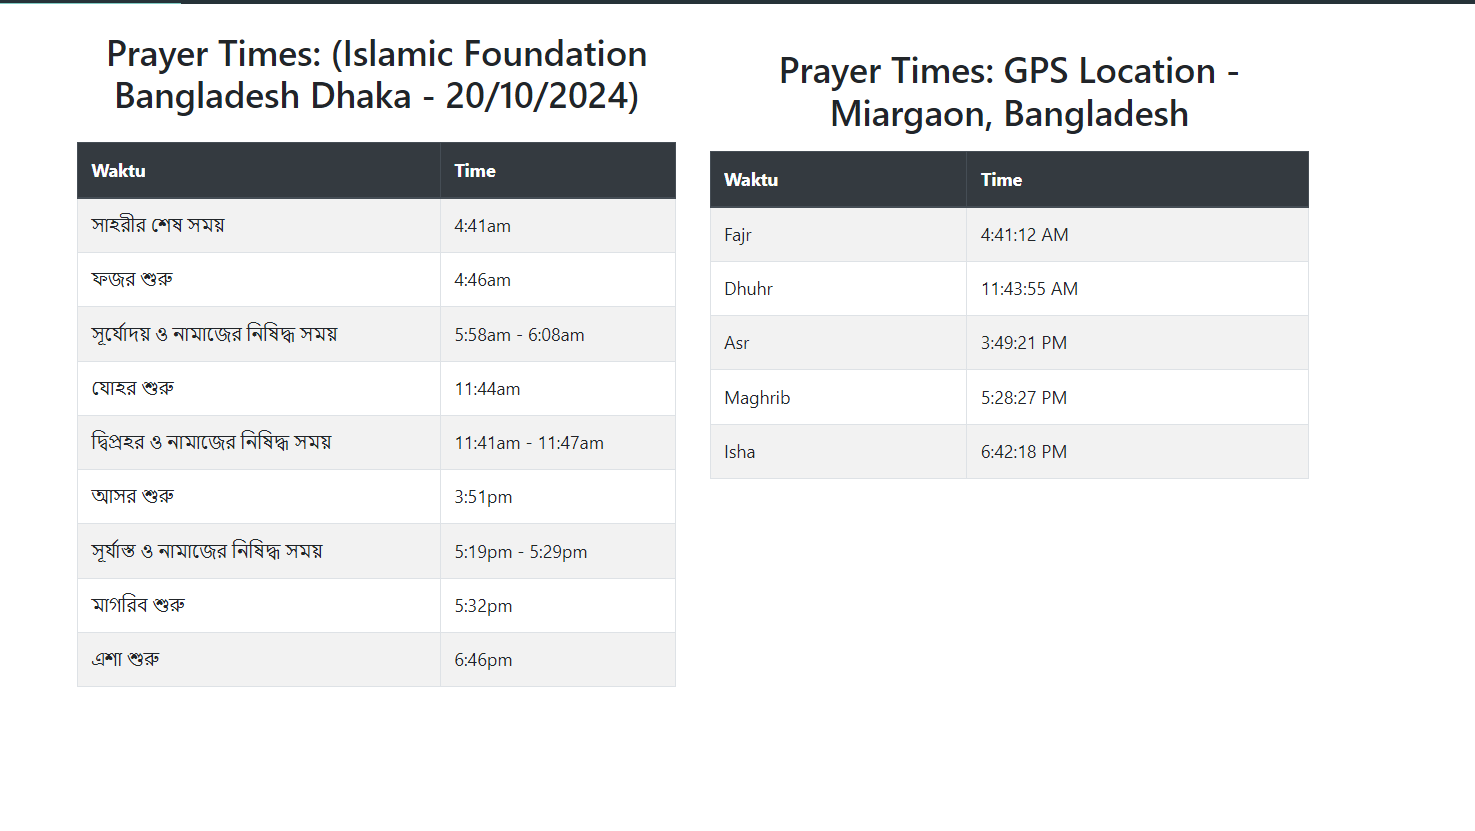 Prayer Times: (Islamic Foundation
Bangladesh Dhaka - 20/10/2024)
Waktu Time
সাহরীর শেষ সময় 4:41am
ফজর শুরু 4:46am
সূর্যোদয় ও নামাজের নিষিদ্ধ সময় 5:58am - 6:08am
যোহর শুরু 11:44am
দ্বিপ্রহর ও নামাজের নিষিদ্ধ সময় 11:41am - 11:47am
আসর শুরু 3:51pm
সূর্যাস্ত ও নামাজের নিষিদ্ধ সময় 5:19pm - 5:29pm
মাগরিব শুরু 5:32pm
এশা শুরু 6:46pm
Prayer Times: GPS Location -
Miargaon, Bangladesh
Waktu Time
Fajr 4:41:12 AM
Dhuhr 11:43:55 AM
Asr 3:49:21 PM
Maghrib 5:28:27 PM
Isha 6:42:18 PM